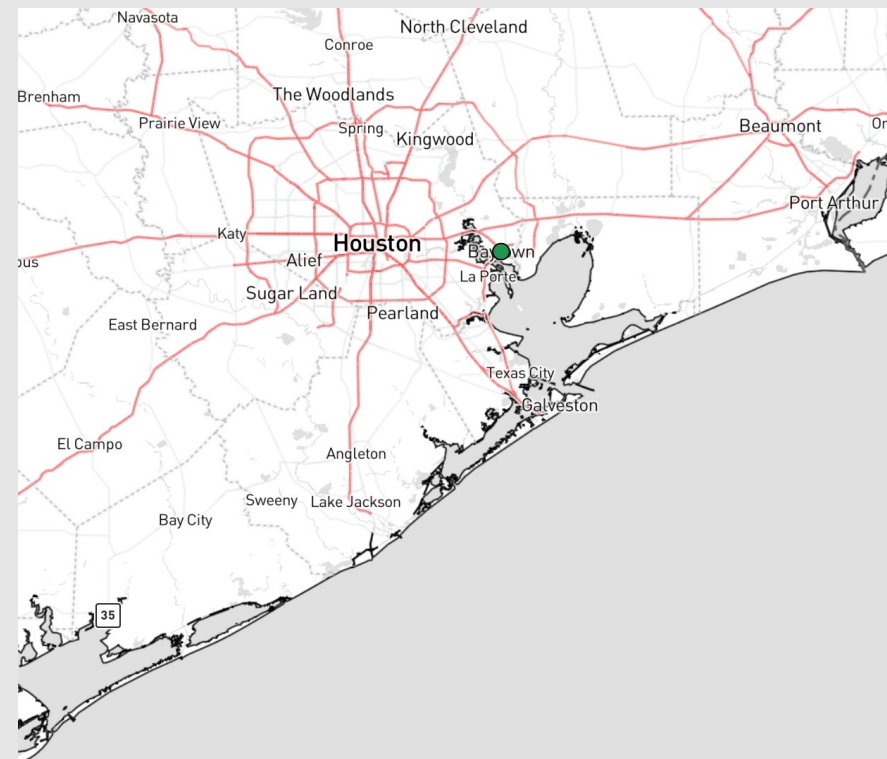 Navasota
North Cleveland
Conroe
The Woodlands
Brenham
Prairie View
Spring
Kingwood
Beaumont
Port Arthur
Katy
Houston
Baytown
Alief
La Porte
Sugar Land
Pearland
East Bernard
Texas City
Galveston
El Campo
Angleton
Sweeny
Lake Jackson
Bay City
35